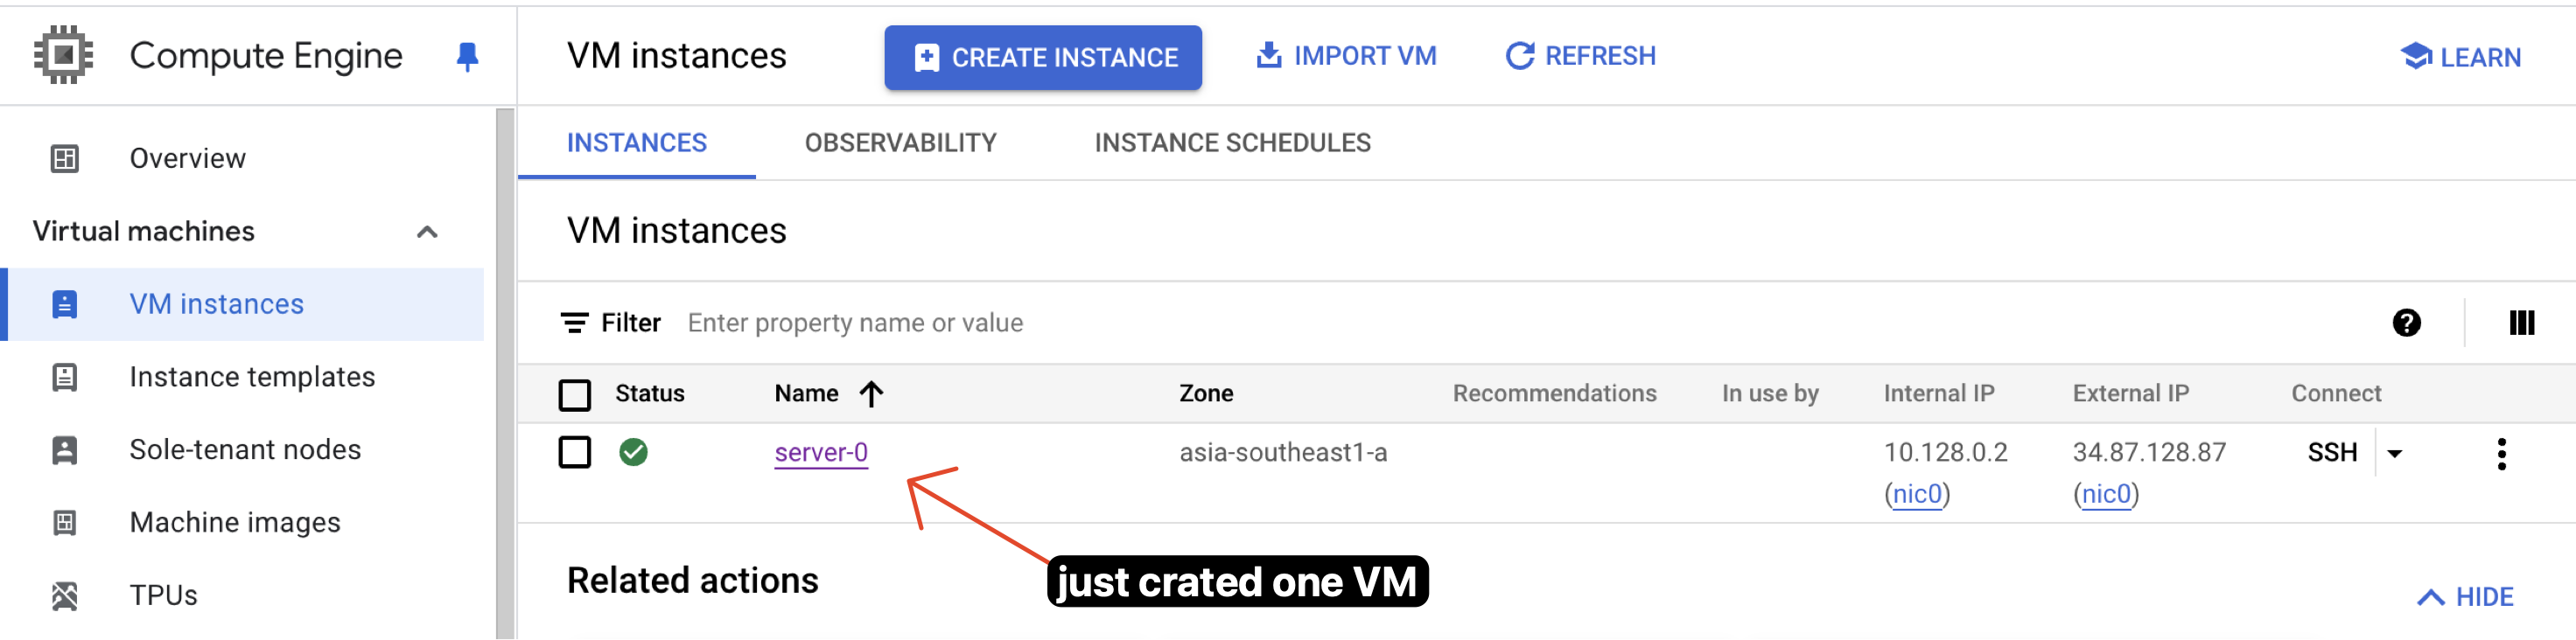 Compute Engine
VM instances
CREATE INSTANCE
IMPORT VM
REFRESH
LEARN
Overview
Virtual machines
VM instances
Instance templates
Sole-tenant nodes
Machine images
TPUs
INSTANCES
OBSERVABILITY
INSTANCE SCHEDULES
VM instances
Filter Enter property name or value
Status Name Zone Recommendations In use by Internal IP External IP Connect
server-0 asia-southeast1-a 10.128.0.2 34.87.128.87 SSH
(nic0) (nic0)
just crated one VM
Related actions
HIDE